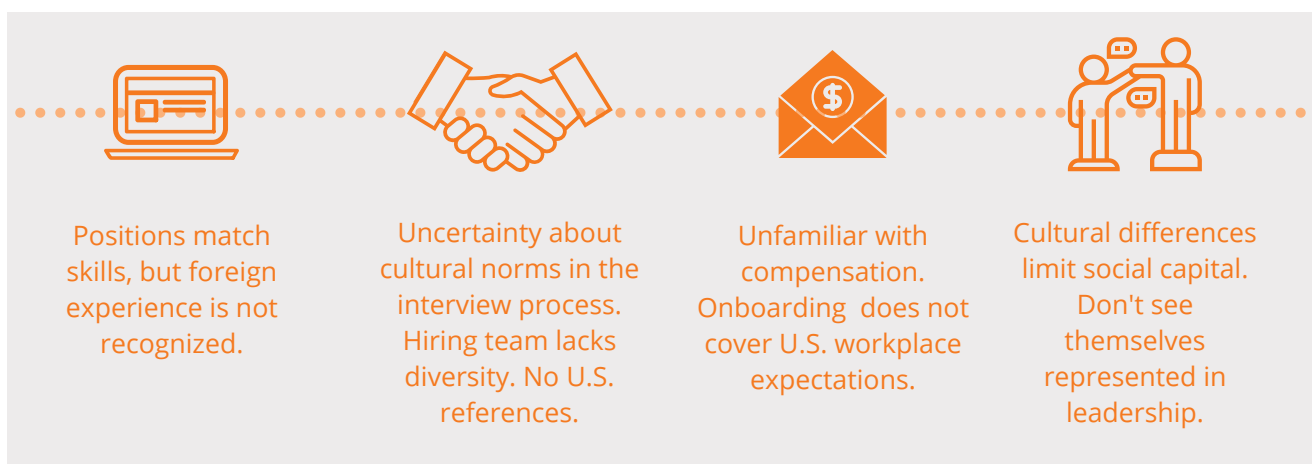 Positions match
skills, but foreign
experience is not
recognized.
Uncertainty about
cultural norms in the
interview process.
Hiring team lacks
diversity. No U.S.
references.
$
Unfamiliar with
compensation.
Onboarding  does not
cover U.S. workplace
expectations.
Cultural differences
limit social capital.
Don't see
themselves
represented in
leadership.